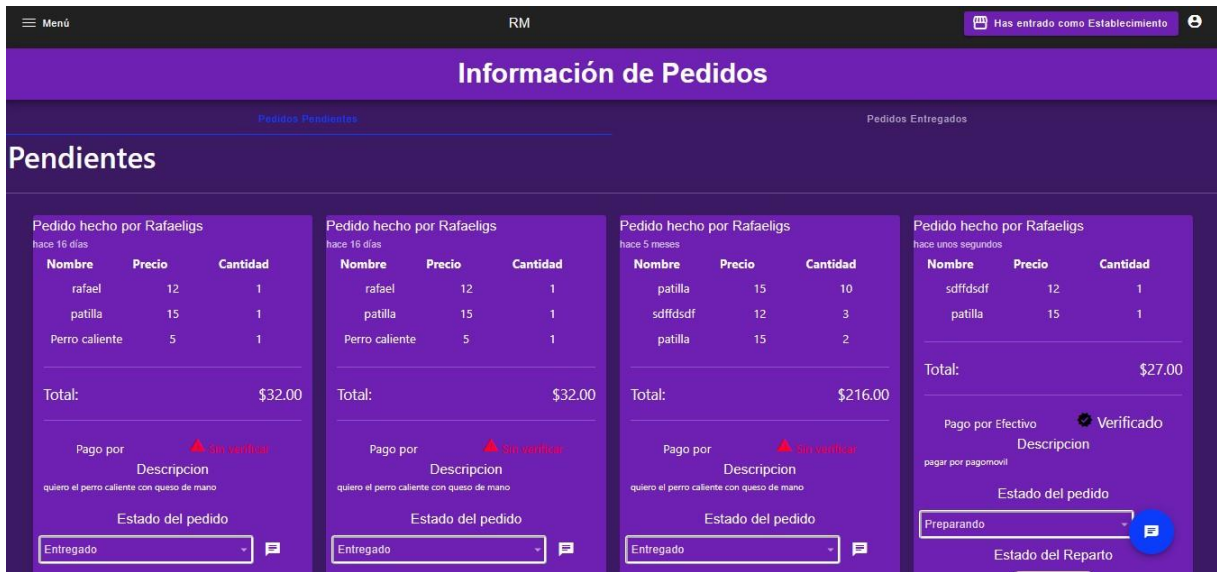 Menú RM Has entrado como Establecimiento
Información de Pedidos
Pedidos Pendientes Pedidos Entregados
Pendientes
Pedido hecho por Rafaeligs
hace 16 días
Nombre Precio Cantidad
rafael 12 1
patilla 15 1
Perro caliente 5 1
Total: $32.00
Pago por Sin verificar
Descripcion
quiero el perro caliente con queso de mano
Estado del pedido
Entregado
Pedido hecho por Rafaeligs
hace 16 días
Nombre Precio Cantidad
rafael 12 1
patilla 15 1
Perro caliente 5 1
Total: $32.00
Pago por Sin verificar
Descripcion
quiero el perro caliente con queso de mano
Estado del pedido
Entregado
Pedido hecho por Rafaeligs
hace 5 meses
Nombre Precio Cantidad
patilla 15 10
sdffdsdf 12 3
patilla 15 2
Total: $216.00
Pago por Sin verificar
Descripcion
quiero el perro caliente con queso de mano
Estado del pedido
Entregado
Pedido hecho por Rafaeligs
hace unos segundos
Nombre Precio Cantidad
sdffdsdf 12 1
patilla 15 1
Total: $27.00
Pago por Efectivo Verificado
Descripcion
pagar por pagomovil
Estado del pedido
Preparando
Estado del Reparto